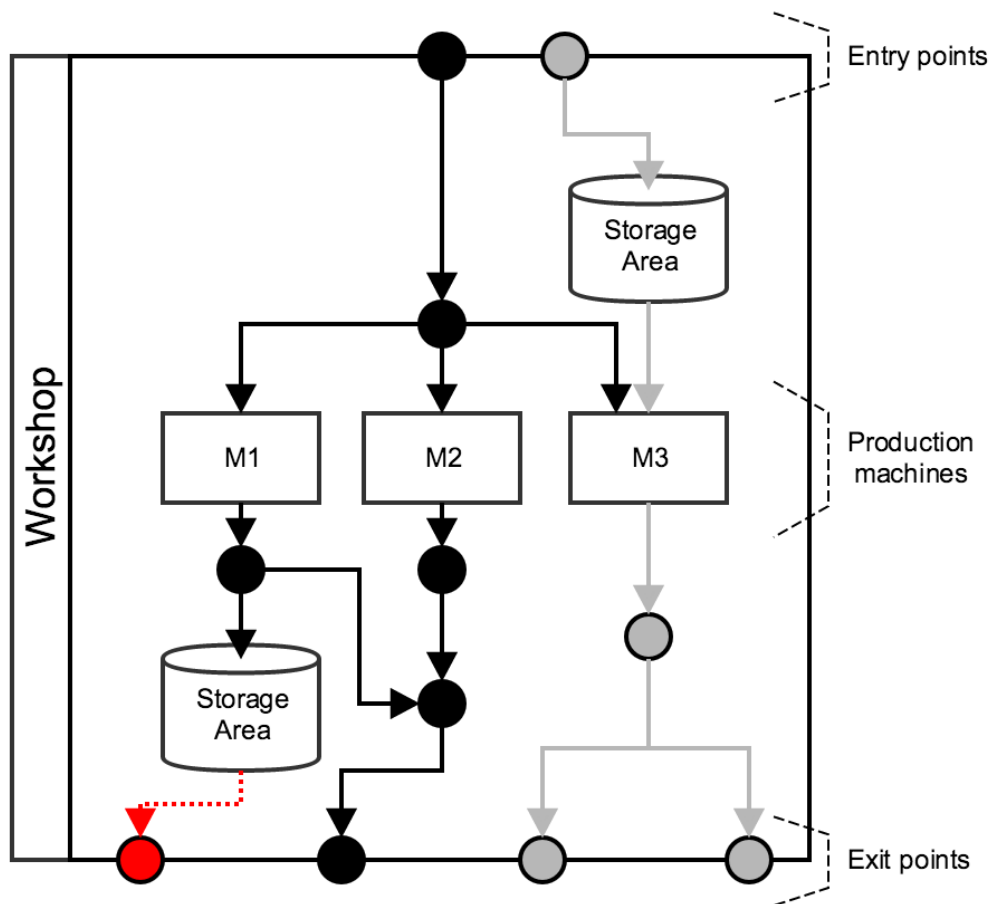 Entry points
Storage
Area
Workshop
M1
M2
M3
Production
machines
Storage
Area
Exit points